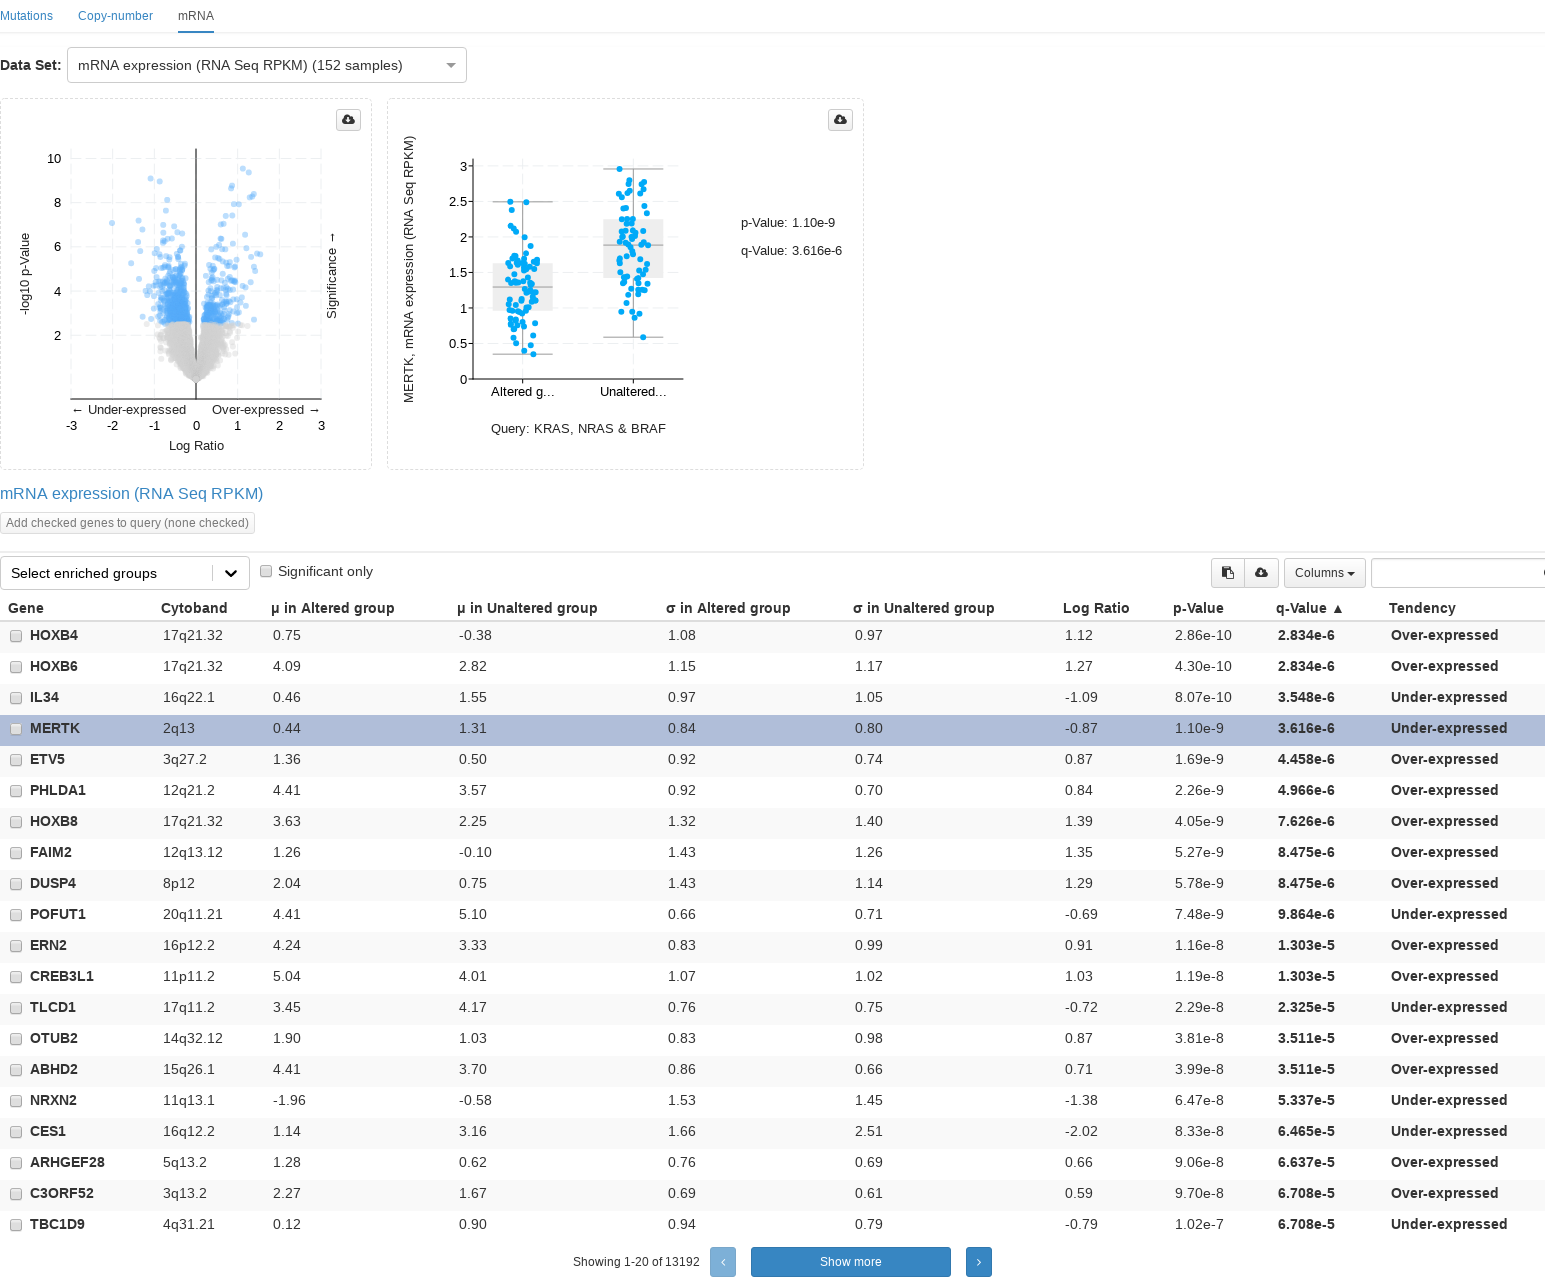 Mutations Copy-number mRNA
Data Set: mRNA expression (RNA Seq RPKM) (152 samples)
10
8
6
4
2
-log10 p-Value
Significance →
← Under-expressed Over-expressed →
-3 -2 -1 0 1 2 3
Log Ratio
MERTK, mRNA expression (RNA Seq RPKM)
3
2.5
2
1.5
1
0.5
0
Altered g... Unaltered...
Query: KRAS, NRAS & BRAF
p-Value: 1.10e-9
q-Value: 3.616e-6
mRNA expression (RNA Seq RPKM)
Add checked genes to query (none checked)
Select enriched groups Significant only Columns
Gene Cytoband μ in Altered group μ in Unaltered group σ in Altered group σ in Unaltered group Log Ratio p-Value q-Value ▲ Tendency
HOXB4 17q21.32 0.75 -0.38 1.08 0.97 1.12 2.86e-10 2.834e-6 Over-expressed
HOXB6 17q21.32 4.09 2.82 1.15 1.17 1.27 4.30e-10 2.834e-6 Over-expressed
IL34 16q22.1 0.46 1.55 0.97 1.05 -1.09 8.07e-10 3.548e-6 Under-expressed
MERTK 2q13 0.44 1.31 0.84 0.80 -0.87 1.10e-9 3.616e-6 Under-expressed
ETV5 3q27.2 1.36 0.50 0.92 0.74 0.87 1.69e-9 4.458e-6 Over-expressed
PHLDA1 12q21.2 4.41 3.57 0.92 0.70 0.84 2.26e-9 4.966e-6 Over-expressed
HOXB8 17q21.32 3.63 2.25 1.32 1.40 1.39 4.05e-9 7.626e-6 Over-expressed
FAIM2 12q13.12 1.26 -0.10 1.43 1.26 1.35 5.27e-9 8.475e-6 Over-expressed
DUSP4 8p12 2.04 0.75 1.43 1.14 1.29 5.78e-9 8.475e-6 Over-expressed
POFUT1 20q11.21 4.41 5.10 0.66 0.71 -0.69 7.48e-9 9.864e-6 Under-expressed
ERN2 16p12.2 4.24 3.33 0.83 0.99 0.91 1.16e-8 1.303e-5 Over-expressed
CREB3L1 11p11.2 5.04 4.01 1.07 1.02 1.03 1.19e-8 1.303e-5 Over-expressed
TLCD1 17q11.2 3.45 4.17 0.76 0.75 -0.72 2.29e-8 2.325e-5 Under-expressed
OTUB2 14q32.12 1.90 1.03 0.83 0.98 0.87 3.81e-8 3.511e-5 Over-expressed
ABHD2 15q26.1 4.41 3.70 0.86 0.66 0.71 3.99e-8 3.511e-5 Over-expressed
NRXN2 11q13.1 -1.96 -0.58 1.53 1.45 -1.38 6.47e-8 5.337e-5 Under-expressed
CES1 16q12.2 1.14 3.16 1.66 2.51 -2.02 8.33e-8 6.465e-5 Under-expressed
ARHGEF28 5q13.2 1.28 0.62 0.76 0.69 0.66 9.06e-8 6.637e-5 Over-expressed
C3ORF52 3q13.2 2.27 1.67 0.69 0.61 0.59 9.70e-8 6.708e-5 Over-expressed
TBC1D9 4q31.21 0.12 0.90 0.94 0.79 -0.79 1.02e-7 6.708e-5 Under-expressed
Showing 1-20 of 13192 ‹ Show more ›